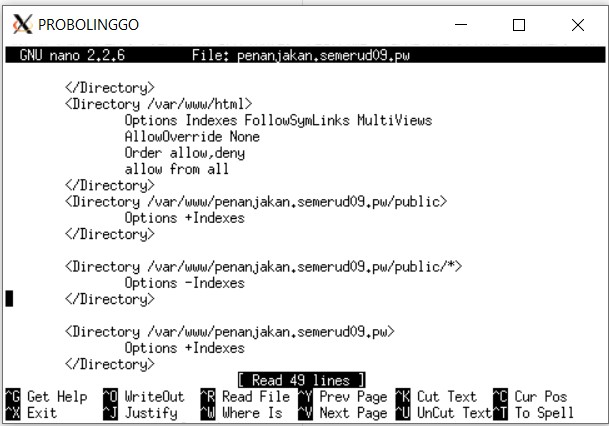 PROBOLINGGO
GNU nano 2.2.6 File: penanjakan.semerud09.pw
</Directory>
<Directory /var/www/html>
Options Indexes FollowSymLinks MultiViews
AllowOverride None
Order allow,deny
allow from all
</Directory>
<Directory /var/www/penanjakan.semerud09.pw/public>
Options +Indexes
</Directory>
<Directory /var/www/penanjakan.semerud09.pw/public/*>
Options -Indexes
</Directory>
<Directory /var/www/penanjakan.semerud09.pw>
Options +Indexes
</Directory>
[ Read 49 lines ]
^G Get Help ^O WriteOut ^R Read File ^Y Prev Page ^K Cut Text ^C Cur Pos
^X Exit ^J Justify ^W Where Is ^V Next Page ^U UnCut Text^T To Spell